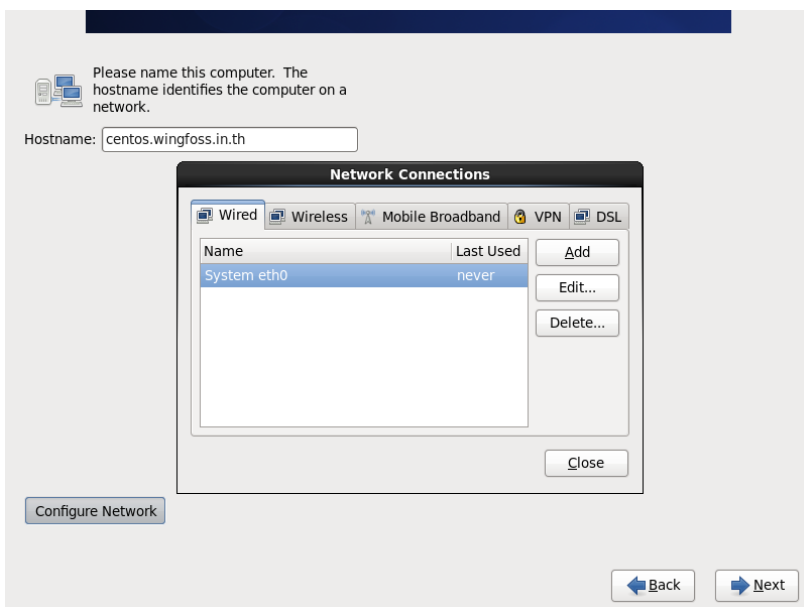 Please name this computer.  The
hostname identifies the computer on a
network.
Hostname: centos.wingfoss.in.th
Network Connections
Wired Wireless Mobile Broadband VPN DSL
Name Last Used Add
System eth0 never
Edit...
Delete...
Close
Configure Network
Back Next